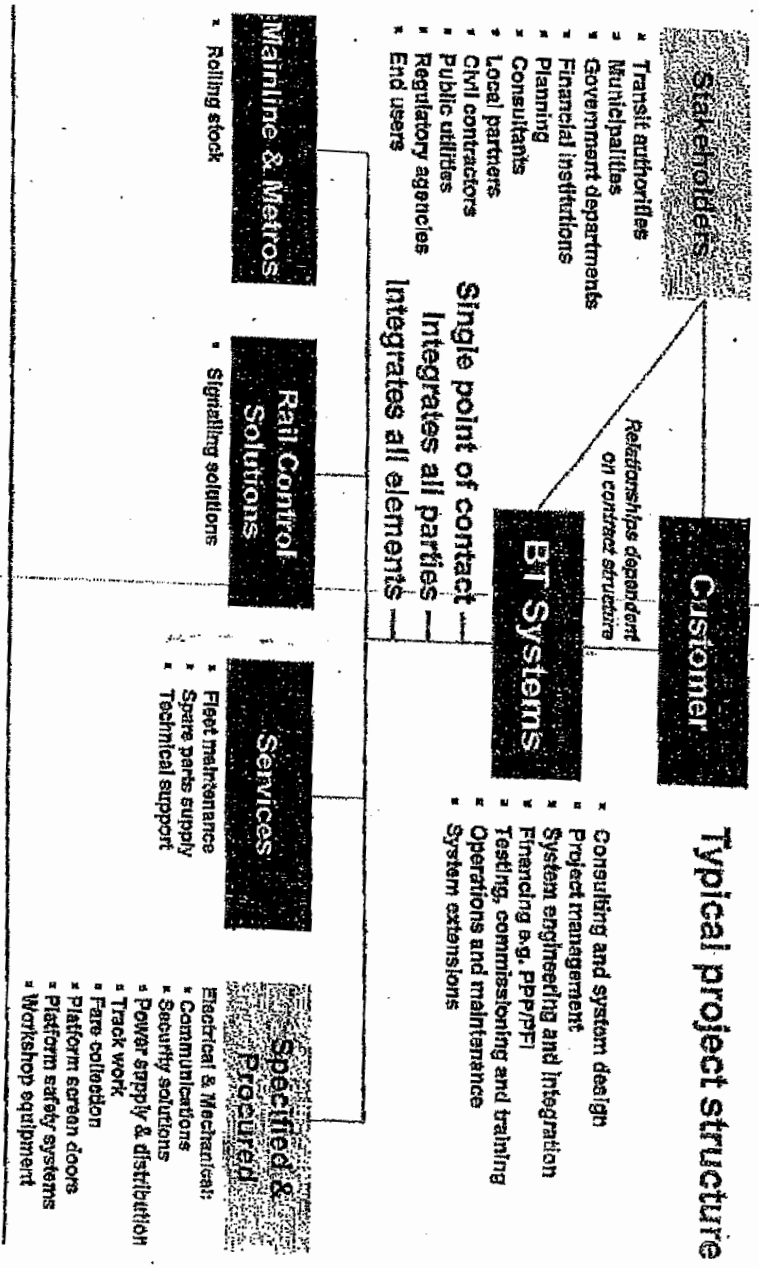 Typical project structure
Stakeholders
Transit authorities
Municipalities
Government departments
Financial institutions
Planning
Consultants
Local partners
Civil contractors
Public utilities
Regulatory agencies
End users
Customer
Relationships dependent
on contract structure
BT Systems
Consulting and system design
Project management
System engineering and integration
Financing e.g. PPP/PFI
Testing, commissioning and training
Operations and maintenance
System extensions
Single point of contact
Integrates all parties
Integrates all elements
Mainline & Metros
Rolling stock
Rail Control
Solutions
Signalling solutions
Services
Fleet maintenance
Spare parts supply
Technical support
Specified &
Procured
Electrical & Mechanical:
Communications
Security solutions
Power supply & distribution
Track work
Fare collection
Platform screen doors
Platform safety systems
Workshop equipment